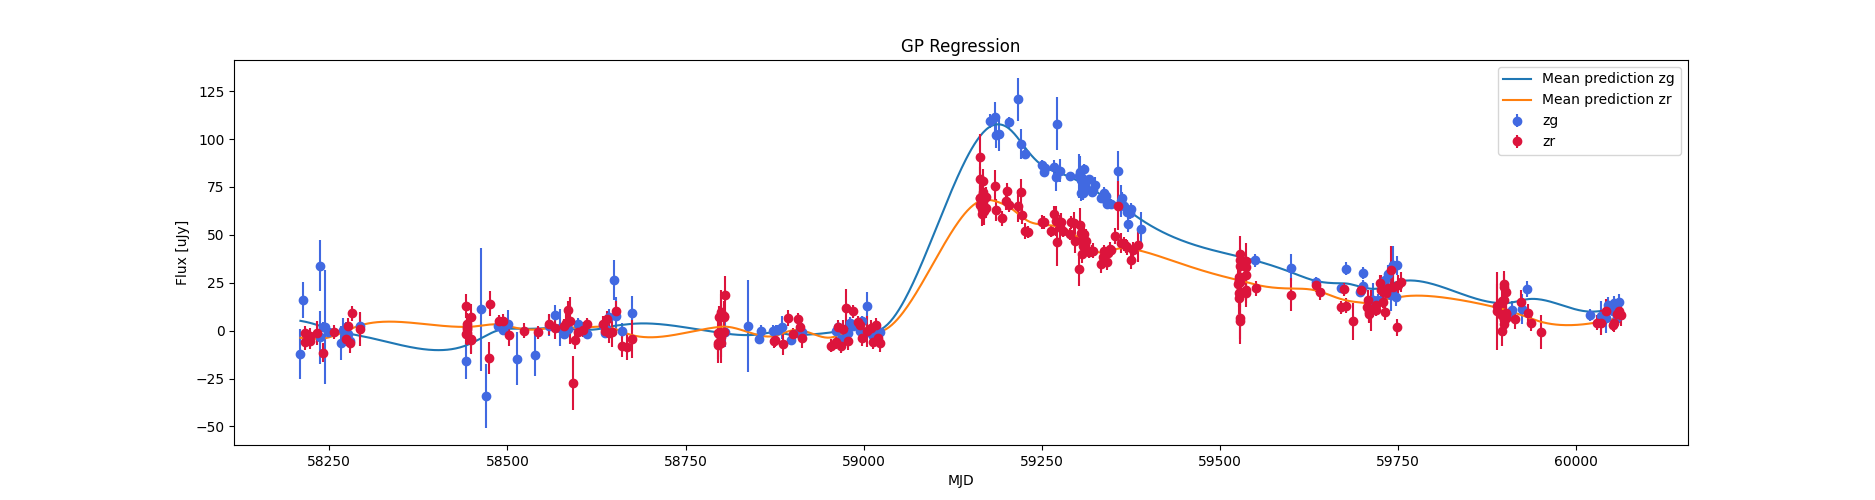 GP Regression
Flux [uJy]
125
100
75
50
25
0
−25
−50
58250 58500 58750 59000 59250 59500 59750 60000
MJD
Mean prediction zg
Mean prediction zr
zg
zr